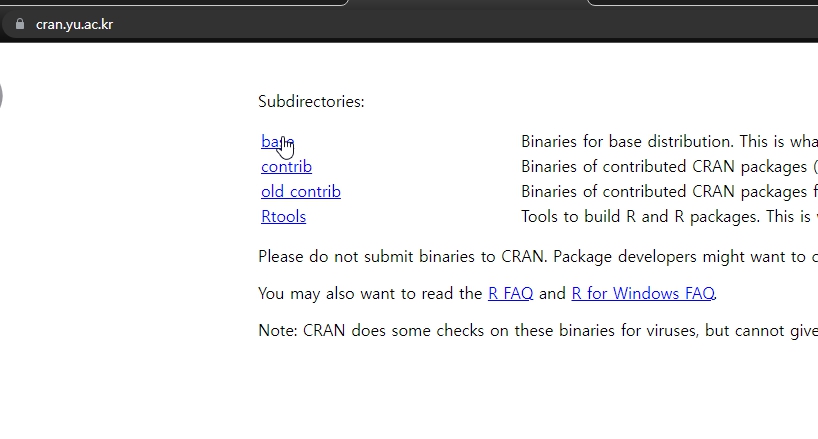 cran.yu.ac.kr
Subdirectories:
base Binaries for base distribution. This is wha
contrib Binaries of contributed CRAN packages (
old contrib Binaries of contributed CRAN packages f
Rtools Tools to build R and R packages. This is
Please do not submit binaries to CRAN. Package developers might want to c
You may also want to read the R FAQ and R for Windows FAQ.
Note: CRAN does some checks on these binaries for viruses, but cannot give